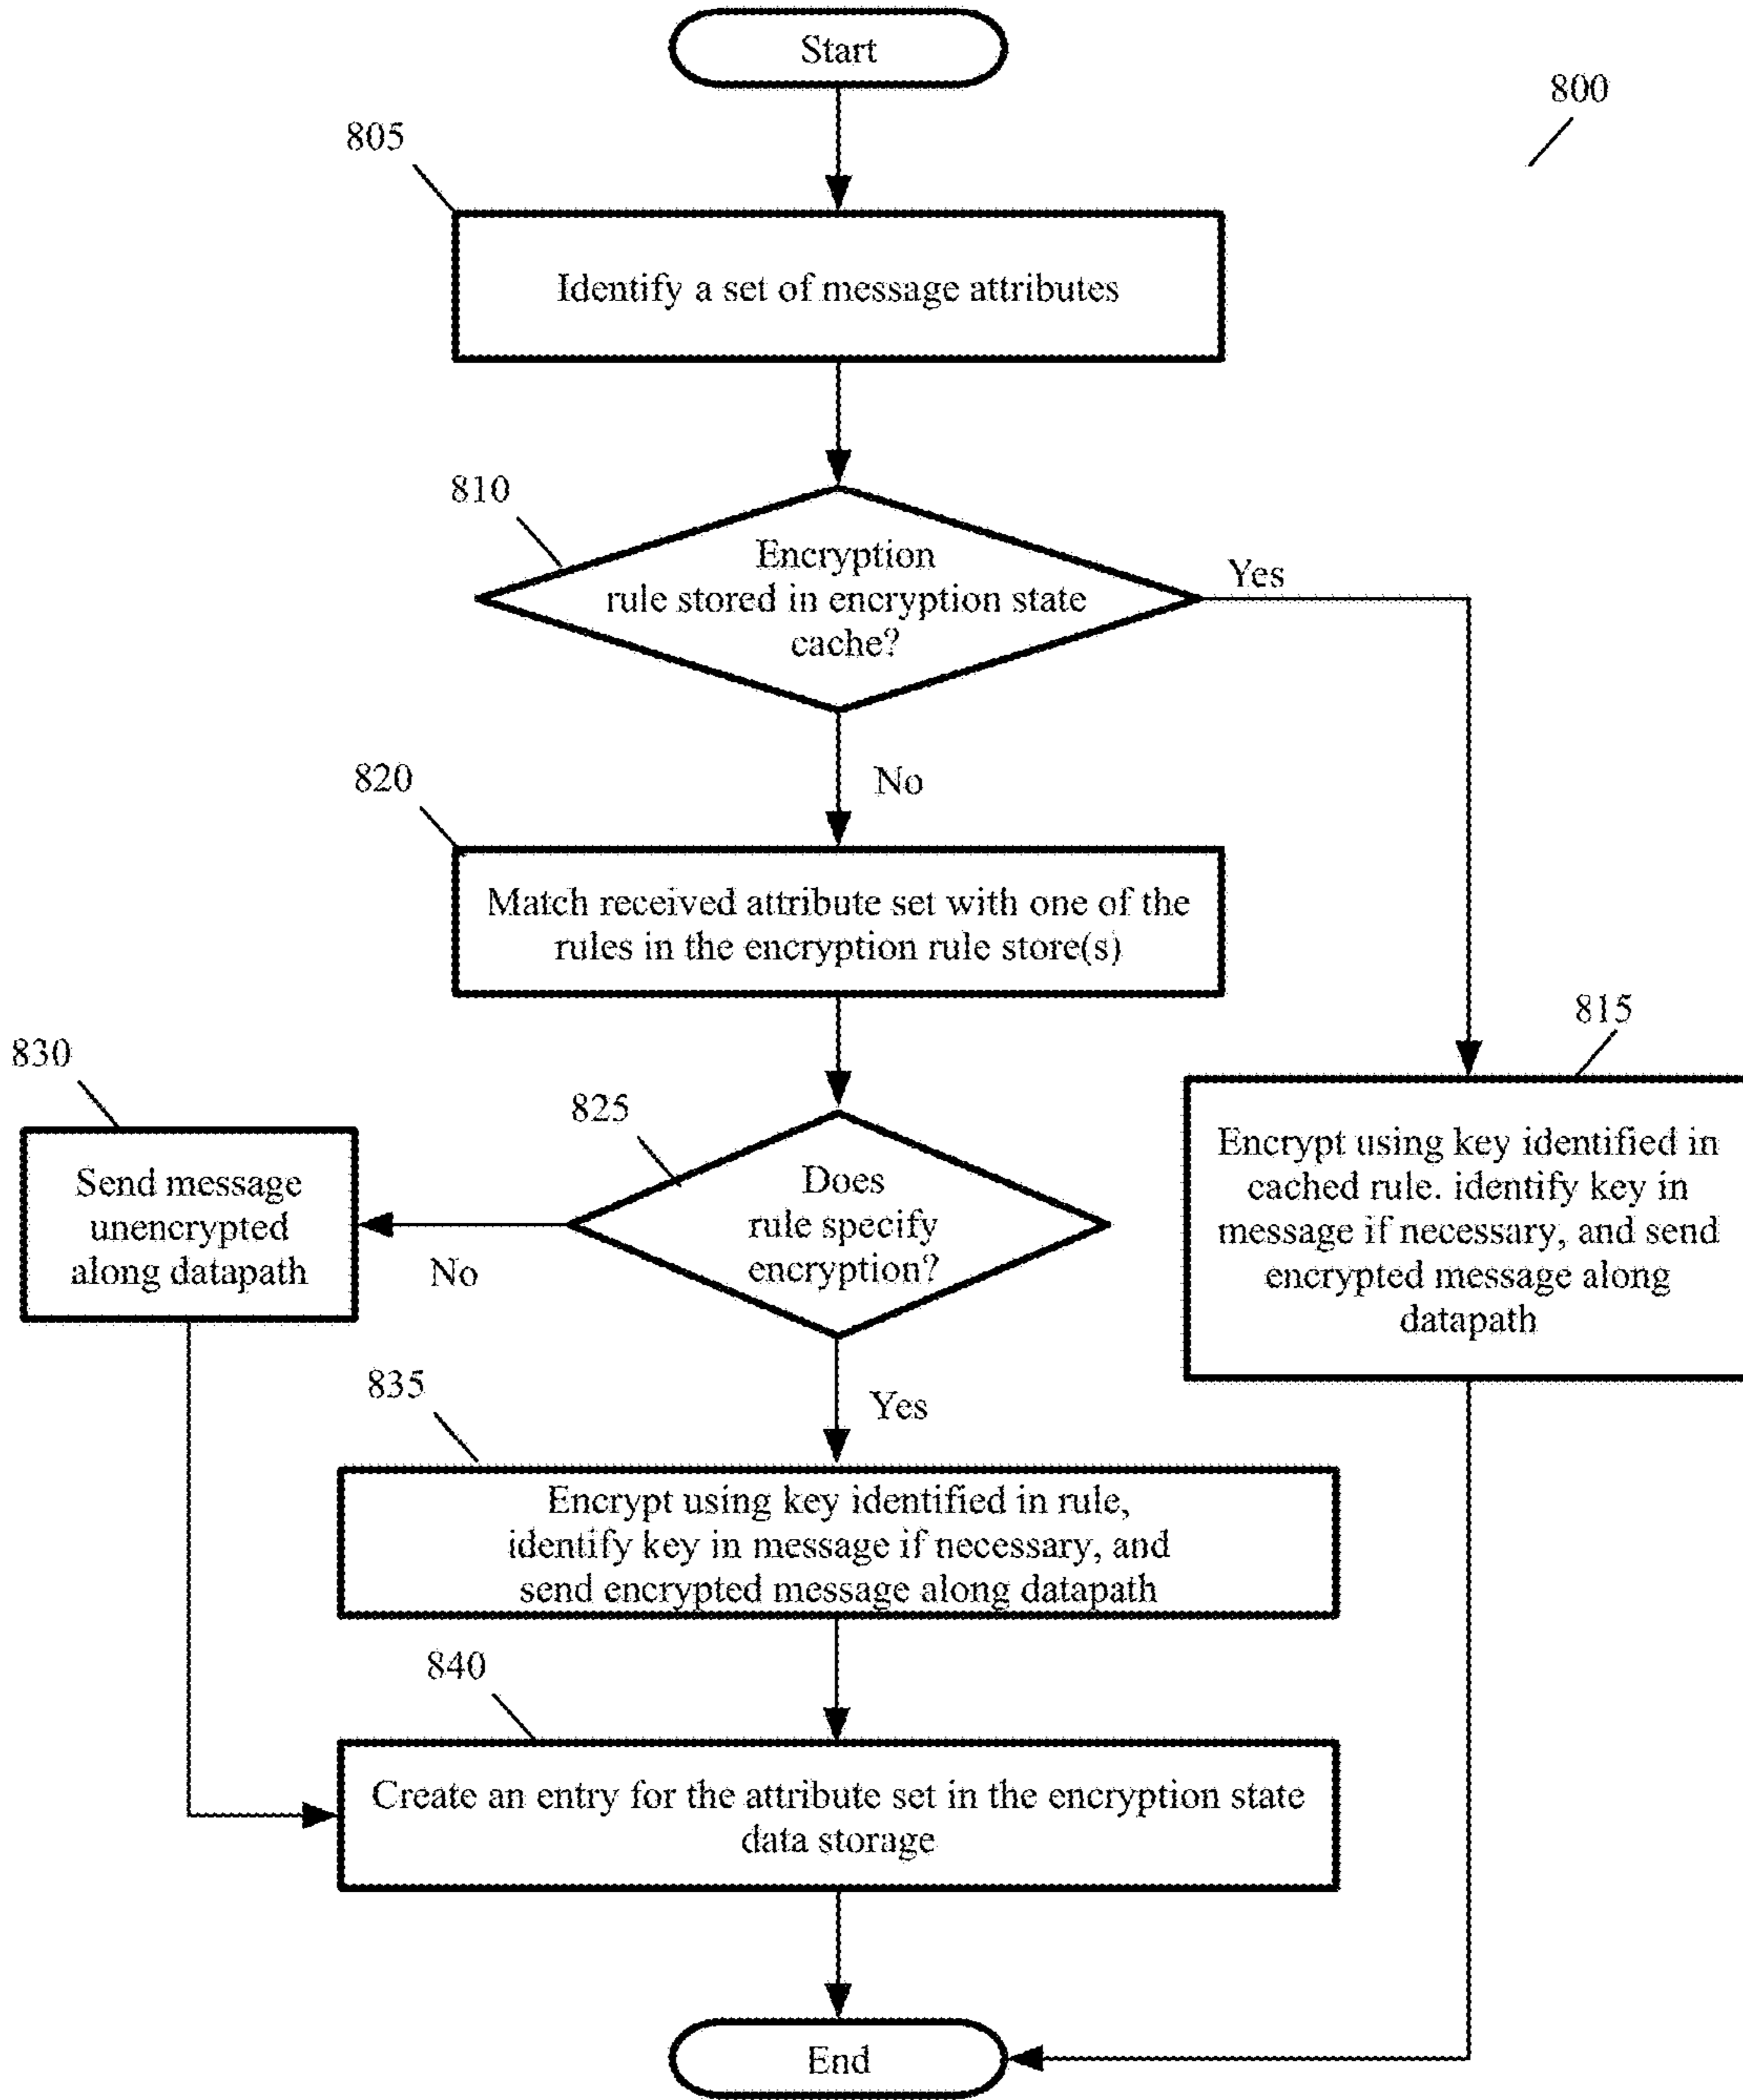 Start
800
805
Identify a set of message attributes
810
Encryption
rule stored in encryption state
cache?
Yes
No
820
Match received attribute set with one of the
rules in the encryption rule store(s)
815
Encrypt using key identified in
cached rule. identify key in
message if necessary, and send
encrypted message along
datapath
830
Send message
unencrypted
along datapath
825
Does
rule specify
encryption?
No
Yes
835
Encrypt using key identified in rule,
identify key in message if necessary, and
send encrypted message along datapath
840
Create an entry for the attribute set in the encryption state
data storage
End